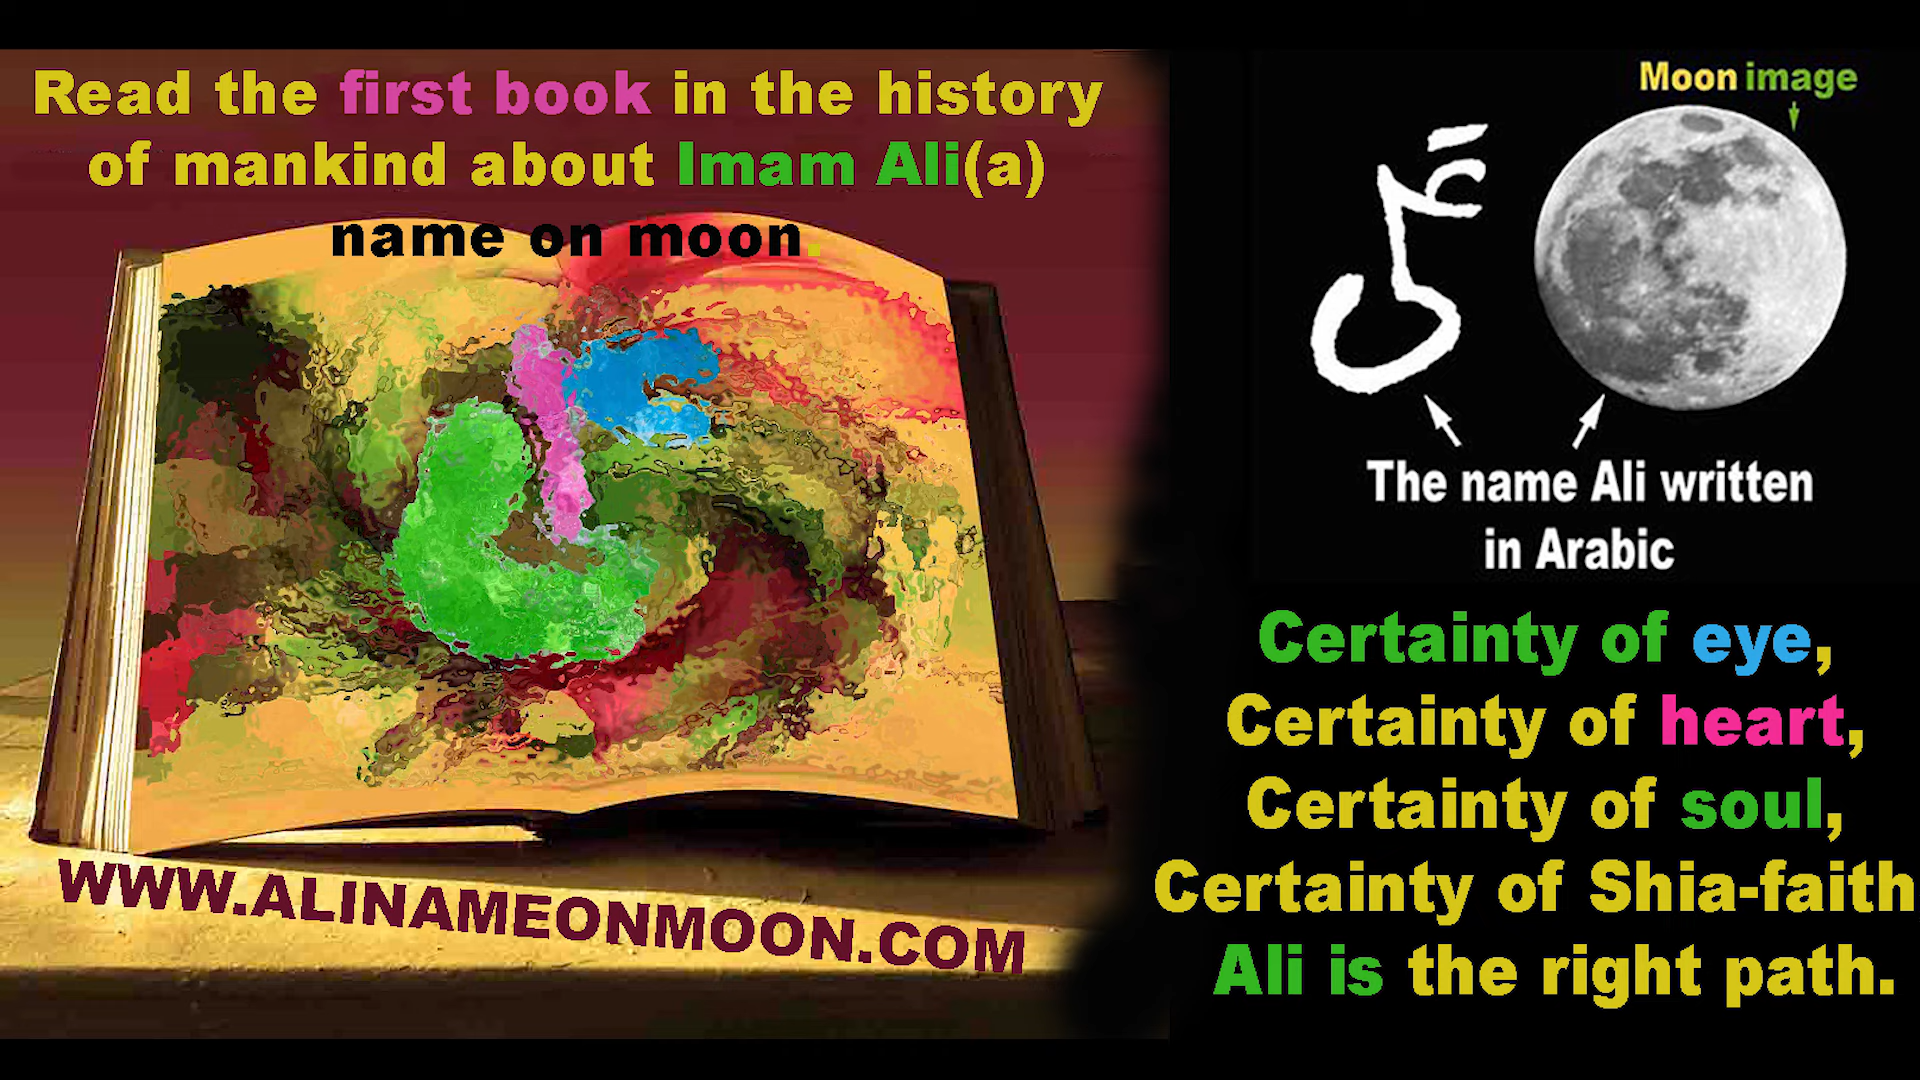 Read the first book in the history
of mankind about Imam Ali(a)
name on moon.
WWW.ALINAMEONMOON.COM
Moon image
The name Ali written
in Arabic
Certainty of eye,
Certainty of heart,
Certainty of soul,
Certainty of Shia-faith
Ali is the right path.